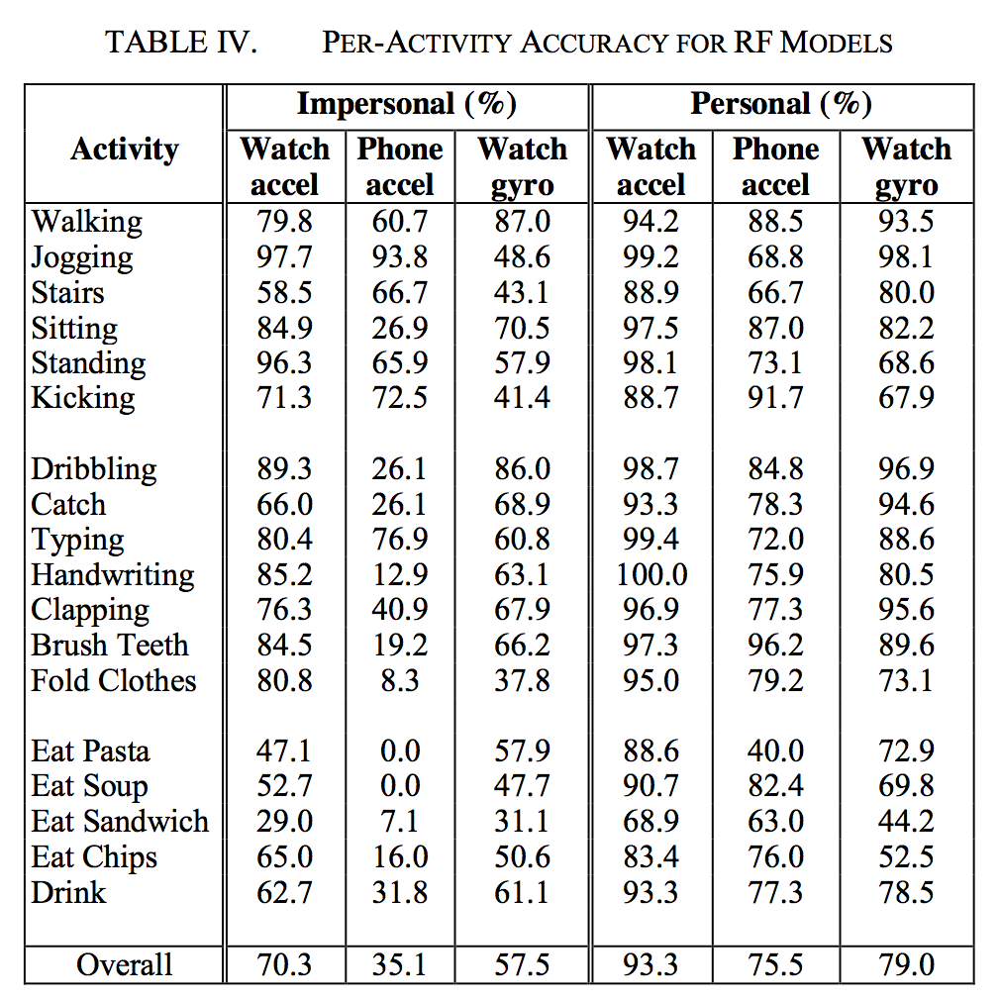 TABLE IV. PER-ACTIVITY ACCURACY FOR RF MODELS
Activity Impersonal (%) Personal (%)
Watch accel Phone accel Watch gyro Watch accel Phone accel Watch gyro
Walking 79.8 60.7 87.0 94.2 88.5 93.5
Jogging 97.7 93.8 48.6 99.2 68.8 98.1
Stairs 58.5 66.7 43.1 88.9 66.7 80.0
Sitting 84.9 26.9 70.5 97.5 87.0 82.2
Standing 96.3 65.9 57.9 98.1 73.1 68.6
Kicking 71.3 72.5 41.4 88.7 91.7 67.9
Dribbling 89.3 26.1 86.0 98.7 84.8 96.9
Catch 66.0 26.1 68.9 93.3 78.3 94.6
Typing 80.4 76.9 60.8 99.4 72.0 88.6
Handwriting 85.2 12.9 63.1 100.0 75.9 80.5
Clapping 76.3 40.9 67.9 96.9 77.3 95.6
Brush Teeth 84.5 19.2 66.2 97.3 96.2 89.6
Fold Clothes 80.8 8.3 37.8 95.0 79.2 73.1
Eat Pasta 47.1 0.0 57.9 88.6 40.0 72.9
Eat Soup 52.7 0.0 47.7 90.7 82.4 69.8
Eat Sandwich 29.0 7.1 31.1 68.9 63.0 44.2
Eat Chips 65.0 16.0 50.6 83.4 76.0 52.5
Drink 62.7 31.8 61.1 93.3 77.3 78.5
Overall 70.3 35.1 57.5 93.3 75.5 79.0